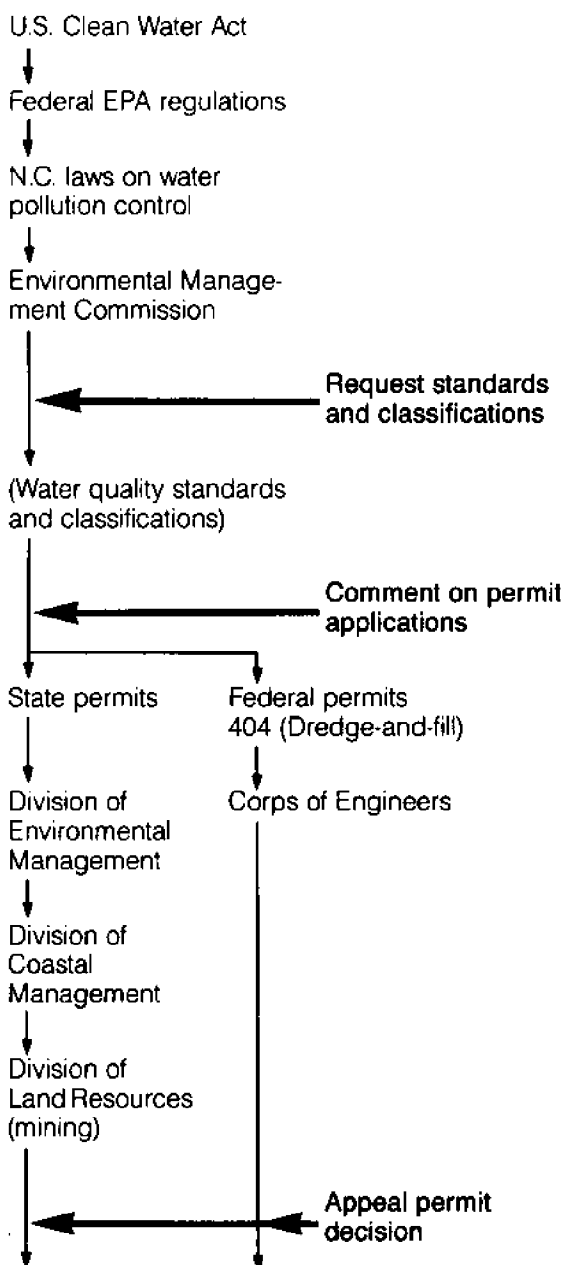 U.S. Clean Water Act
Federal EPA regulations
N.C. laws on water
pollution control
Environmental Manage-
ment Commission
Request standards
and classifications
(Water quality standards
and classifications)
Comment on permit
applications
State permits
Federal permits
404 (Dredge-and-fill)
Division of
Environmental
Management
Corps of Engineers
Division of
Coastal
Management
Division of
Land Resources
(mining)
Appeal permit
decision